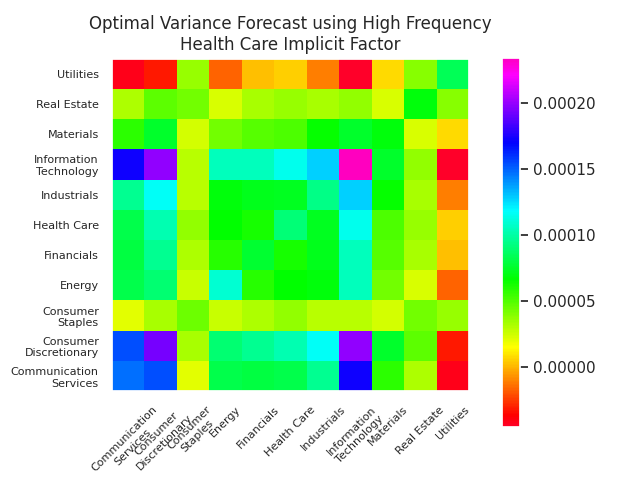 Optimal Variance Forecast using High Frequency
Health Care Implicit Factor
Utilities
Real Estate
Materials
Information
Technology
Industrials
Health Care
Financials
Energy
Consumer
Staples
Consumer
Discretionary
Communication
Services
0.00020
0.00015
0.00010
0.00005
0.00000
Communication
Services
Consumer
Discretionary
Consumer
Staples
Energy
Financials
Health Care
Industrials
Information
Technology
Materials
Real Estate
Utilities